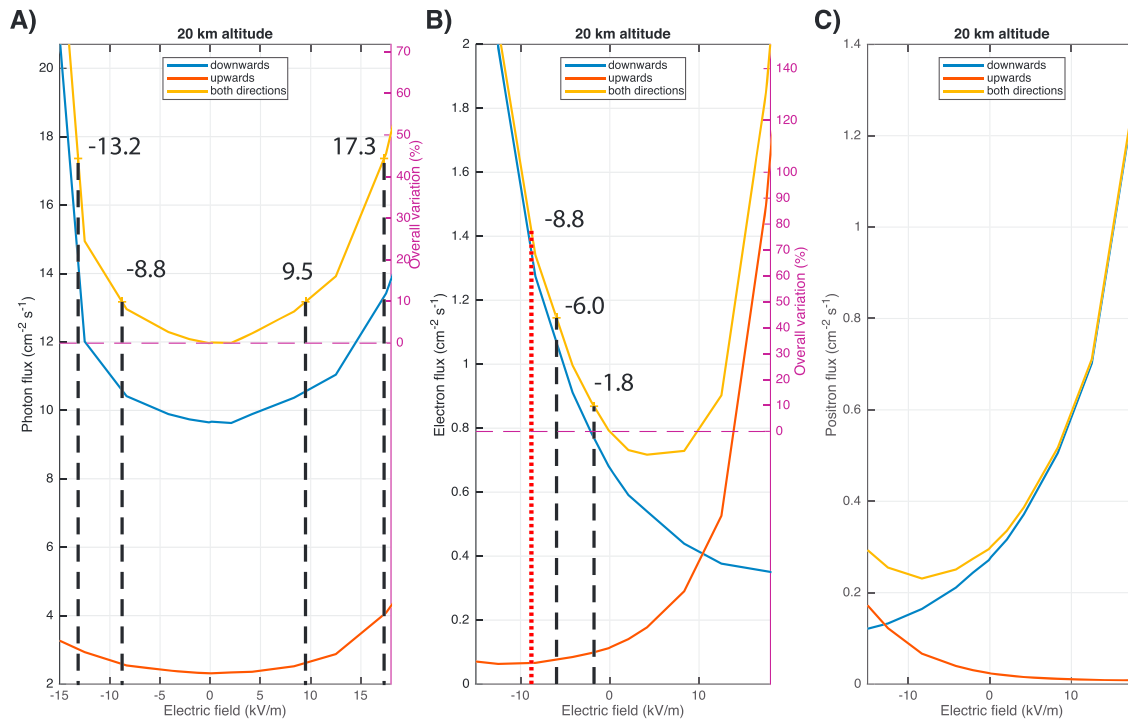 A)
20 km altitude
downwards
upwards
both directions
-13.2
17.3
-8.8
9.5
Photon flux (cm⁻² s⁻¹)
20
18
16
14
12
10
8
6
4
2
Overall variation (%)
70
60
50
40
30
20
10
0
-15
-10
-5
0
5
10
15
Electric field (kV/m)
B)
20 km altitude
downwards
upwards
both directions
-8.8
-6.0
-1.8
Electron flux (cm⁻² s⁻¹)
2
1.8
1.6
1.4
1.2
1
0.8
0.6
0.4
0.2
0
Overall variation (%)
140
120
100
80
60
50
40
30
20
10
0
-10
0
10
Electric field (kV/m)
C)
20 km altitude
downwards
upwards
both directions
Positron flux (cm⁻² s⁻¹)
1.4
1.2
1
0.8
0.6
0.4
0.2
0
-10
0
10
Electric field (kV/m)